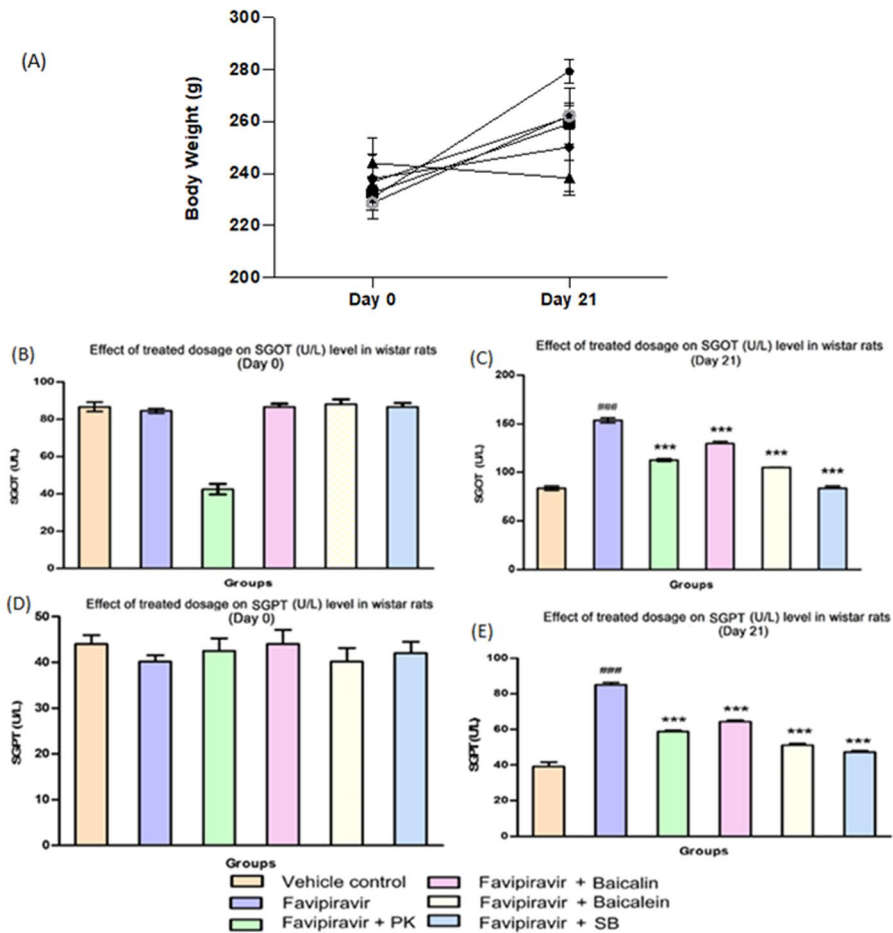 (A)
300
280
260
240
220
200
Body Weight (g)
Day 0
Day 21
(B)
Effect of treated dosage on SGOT (U/L) level in wistar rats
(Day 0)
100
80
60
40
20
0
SGOT (U/L)
Groups
(C)
Effect of treated dosage on SGOT (U/L) level in wistar rats
(Day 21)
200
150
100
50
0
SGOT (U/L)
###
***
***
***
***
Groups
(D)
Effect of treated dosage on SGPT (U/L) level in wistar rats
(Day 0)
50
40
30
20
10
0
SGPT (U/L)
Groups
(E)
Effect of treated dosage on SGPT (U/L) level in wistar rats
(Day 21)
100
80
60
40
20
0
SGPT(U/L)
###
***
***
***
***
Groups
Vehicle control
Favipiravir
Favipiravir + PK
Favipiravir + Baicalin
Favipiravir + Baicalein
Favipiravir + SB